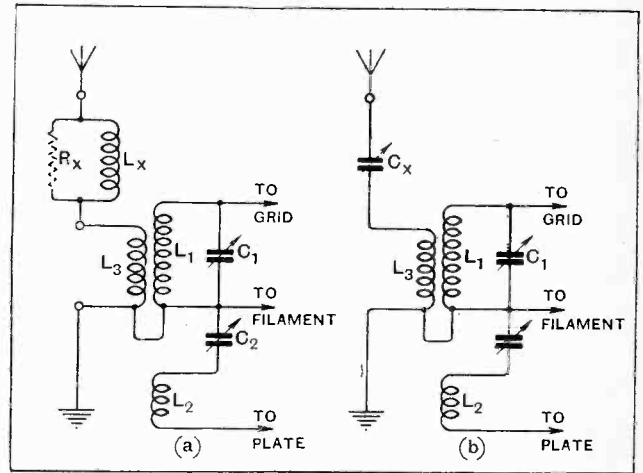 RX
LX
L3
L1
C1
C2
L2
TO
GRID
TO
FILAMENT
TO
PLATE
(a)
CX
L3
L1
C1
L2
TO
GRID
TO
FILAMENT
TO
PLATE
(b)